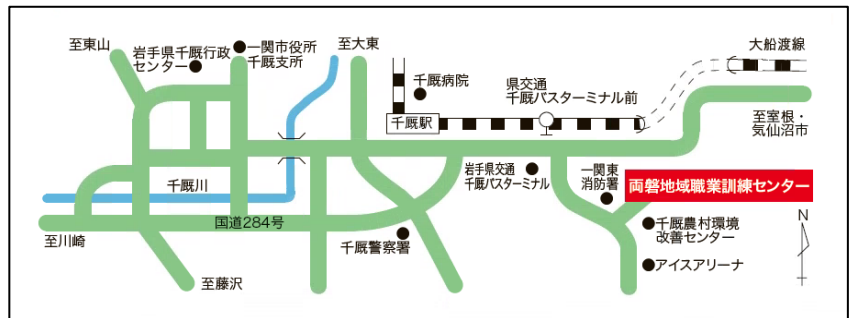 至東山
岩手県千厩行政
センター
一関市役所
千厩支所
至大東
千厩病院
県交通
千厩バスターミナル前
大船渡線
千厩駅
至室根・
気仙沼市
千厩川
岩手県交通
千厩バスターミナル
一関東
消防署
両磐地域職業訓練センター
国道284号
千厩農村環境
改善センター
N
至川崎
千厩警察署
アイスアリーナ
至藤沢